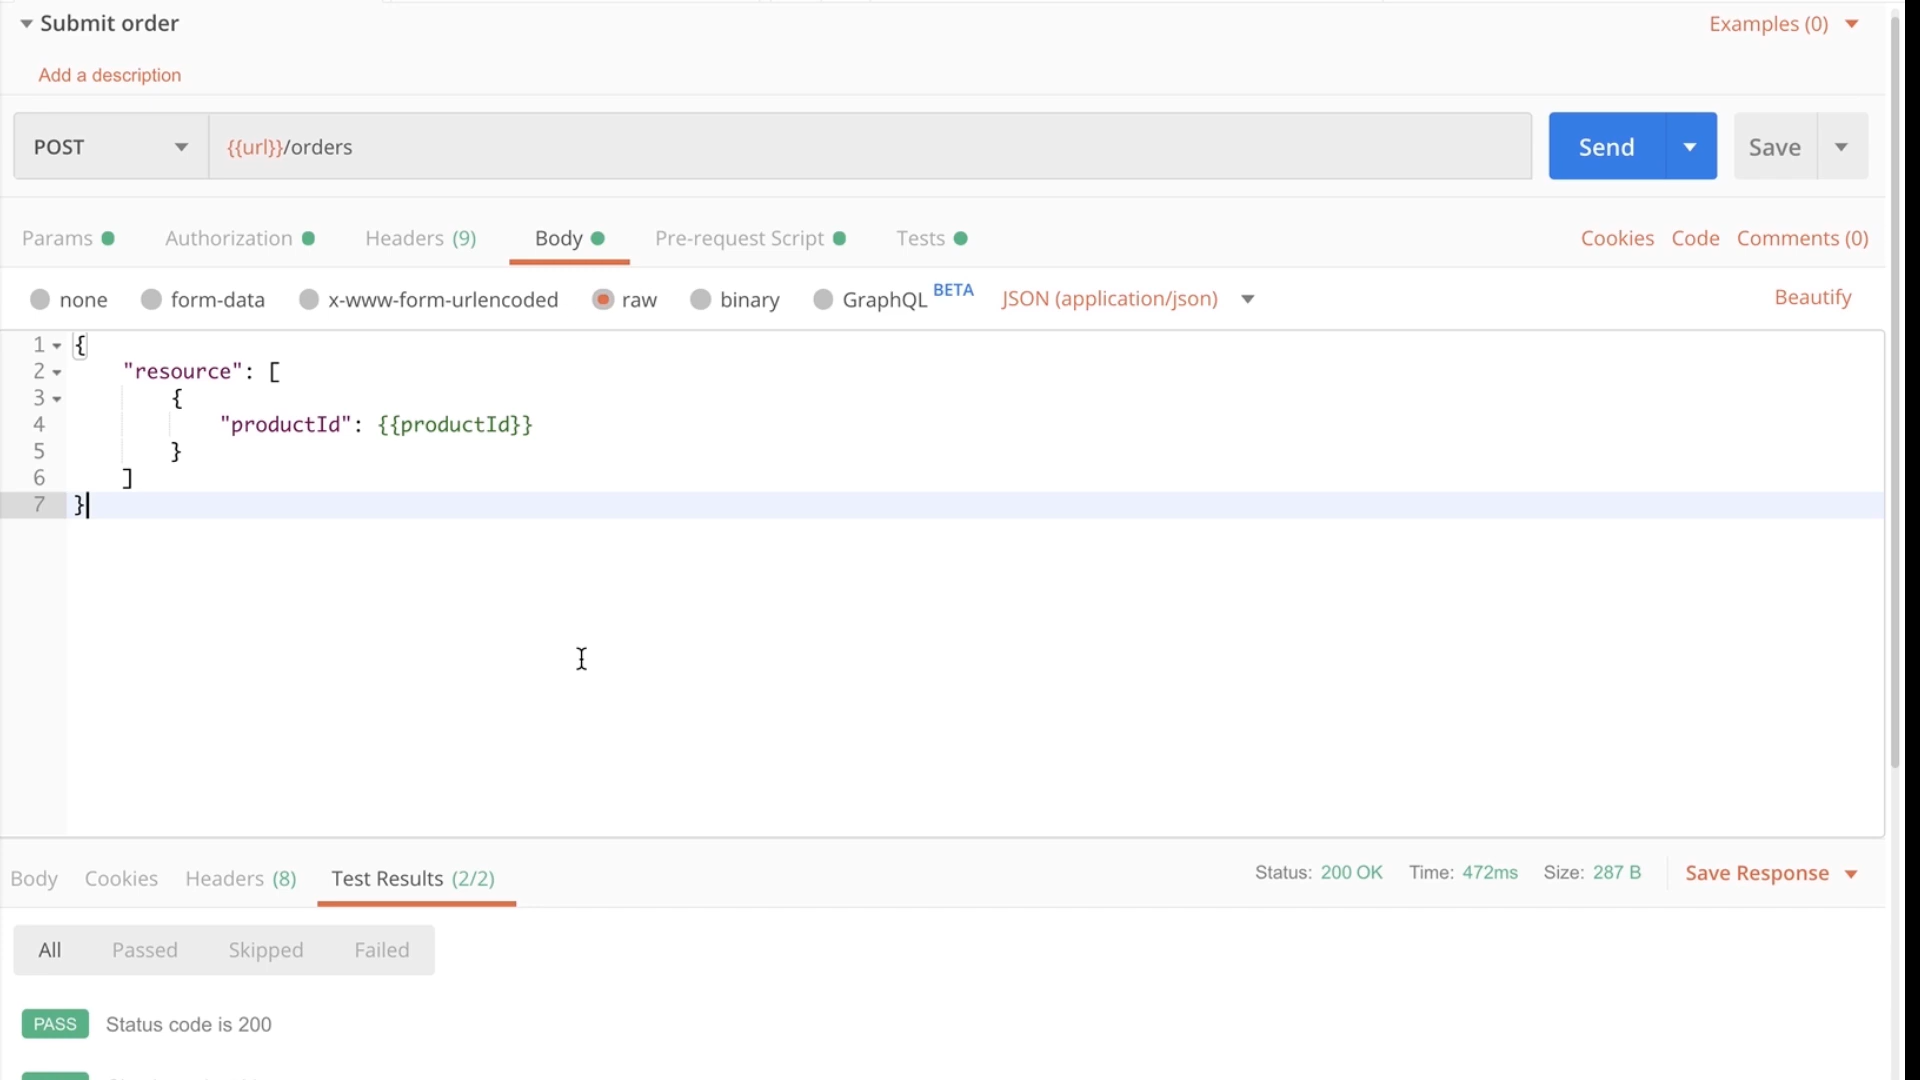 Submit order
Examples (0)
Add a description
POST
{{url}}/orders
Send
Save
Params
Authorization
Headers (9)
Body
Pre-request Script
Tests
Cookies
Code
Comments (0)
none
form-data
x-www-form-urlencoded
raw
binary
GraphQL BETA
JSON (application/json)
Beautify
1 {
2 "resource": [
3 {
4 "productId": {{productId}}
5 }
6 ]
7 }
Body
Cookies
Headers (8)
Test Results (2/2)
Status: 200 OK
Time: 472ms
Size: 287 B
Save Response
All
Passed
Skipped
Failed
PASS Status code is 200